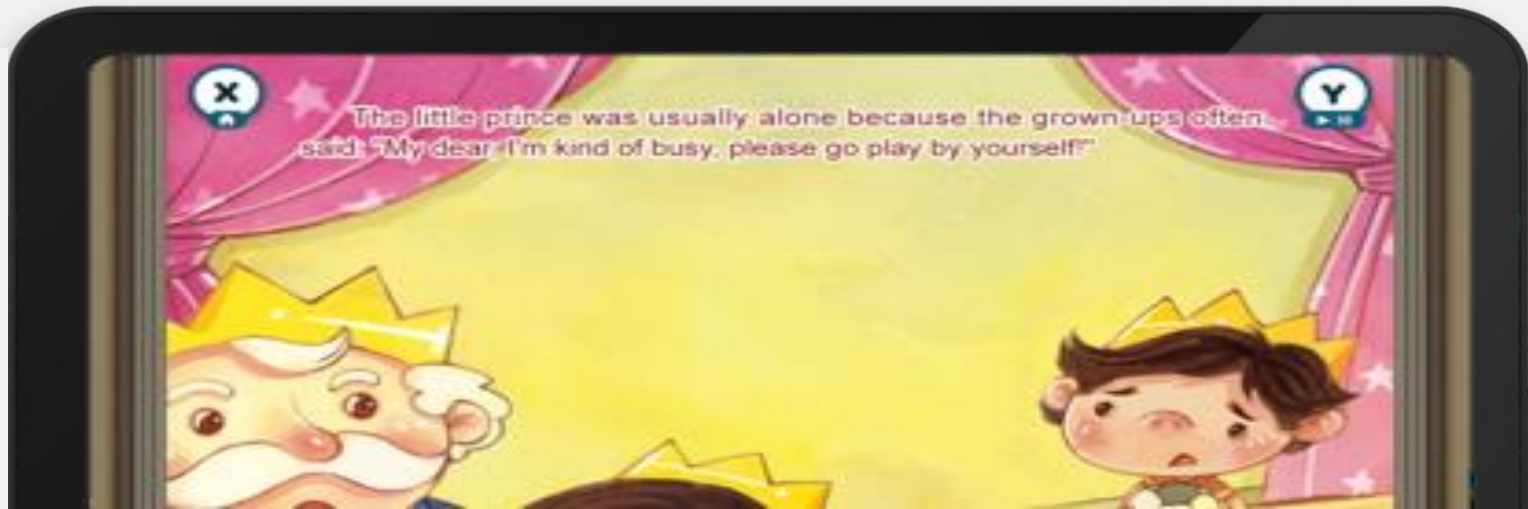 X
Y
The little prince was usually alone because the grown-ups often
said: "My dear, I'm kind of busy, please go play by yourself!"